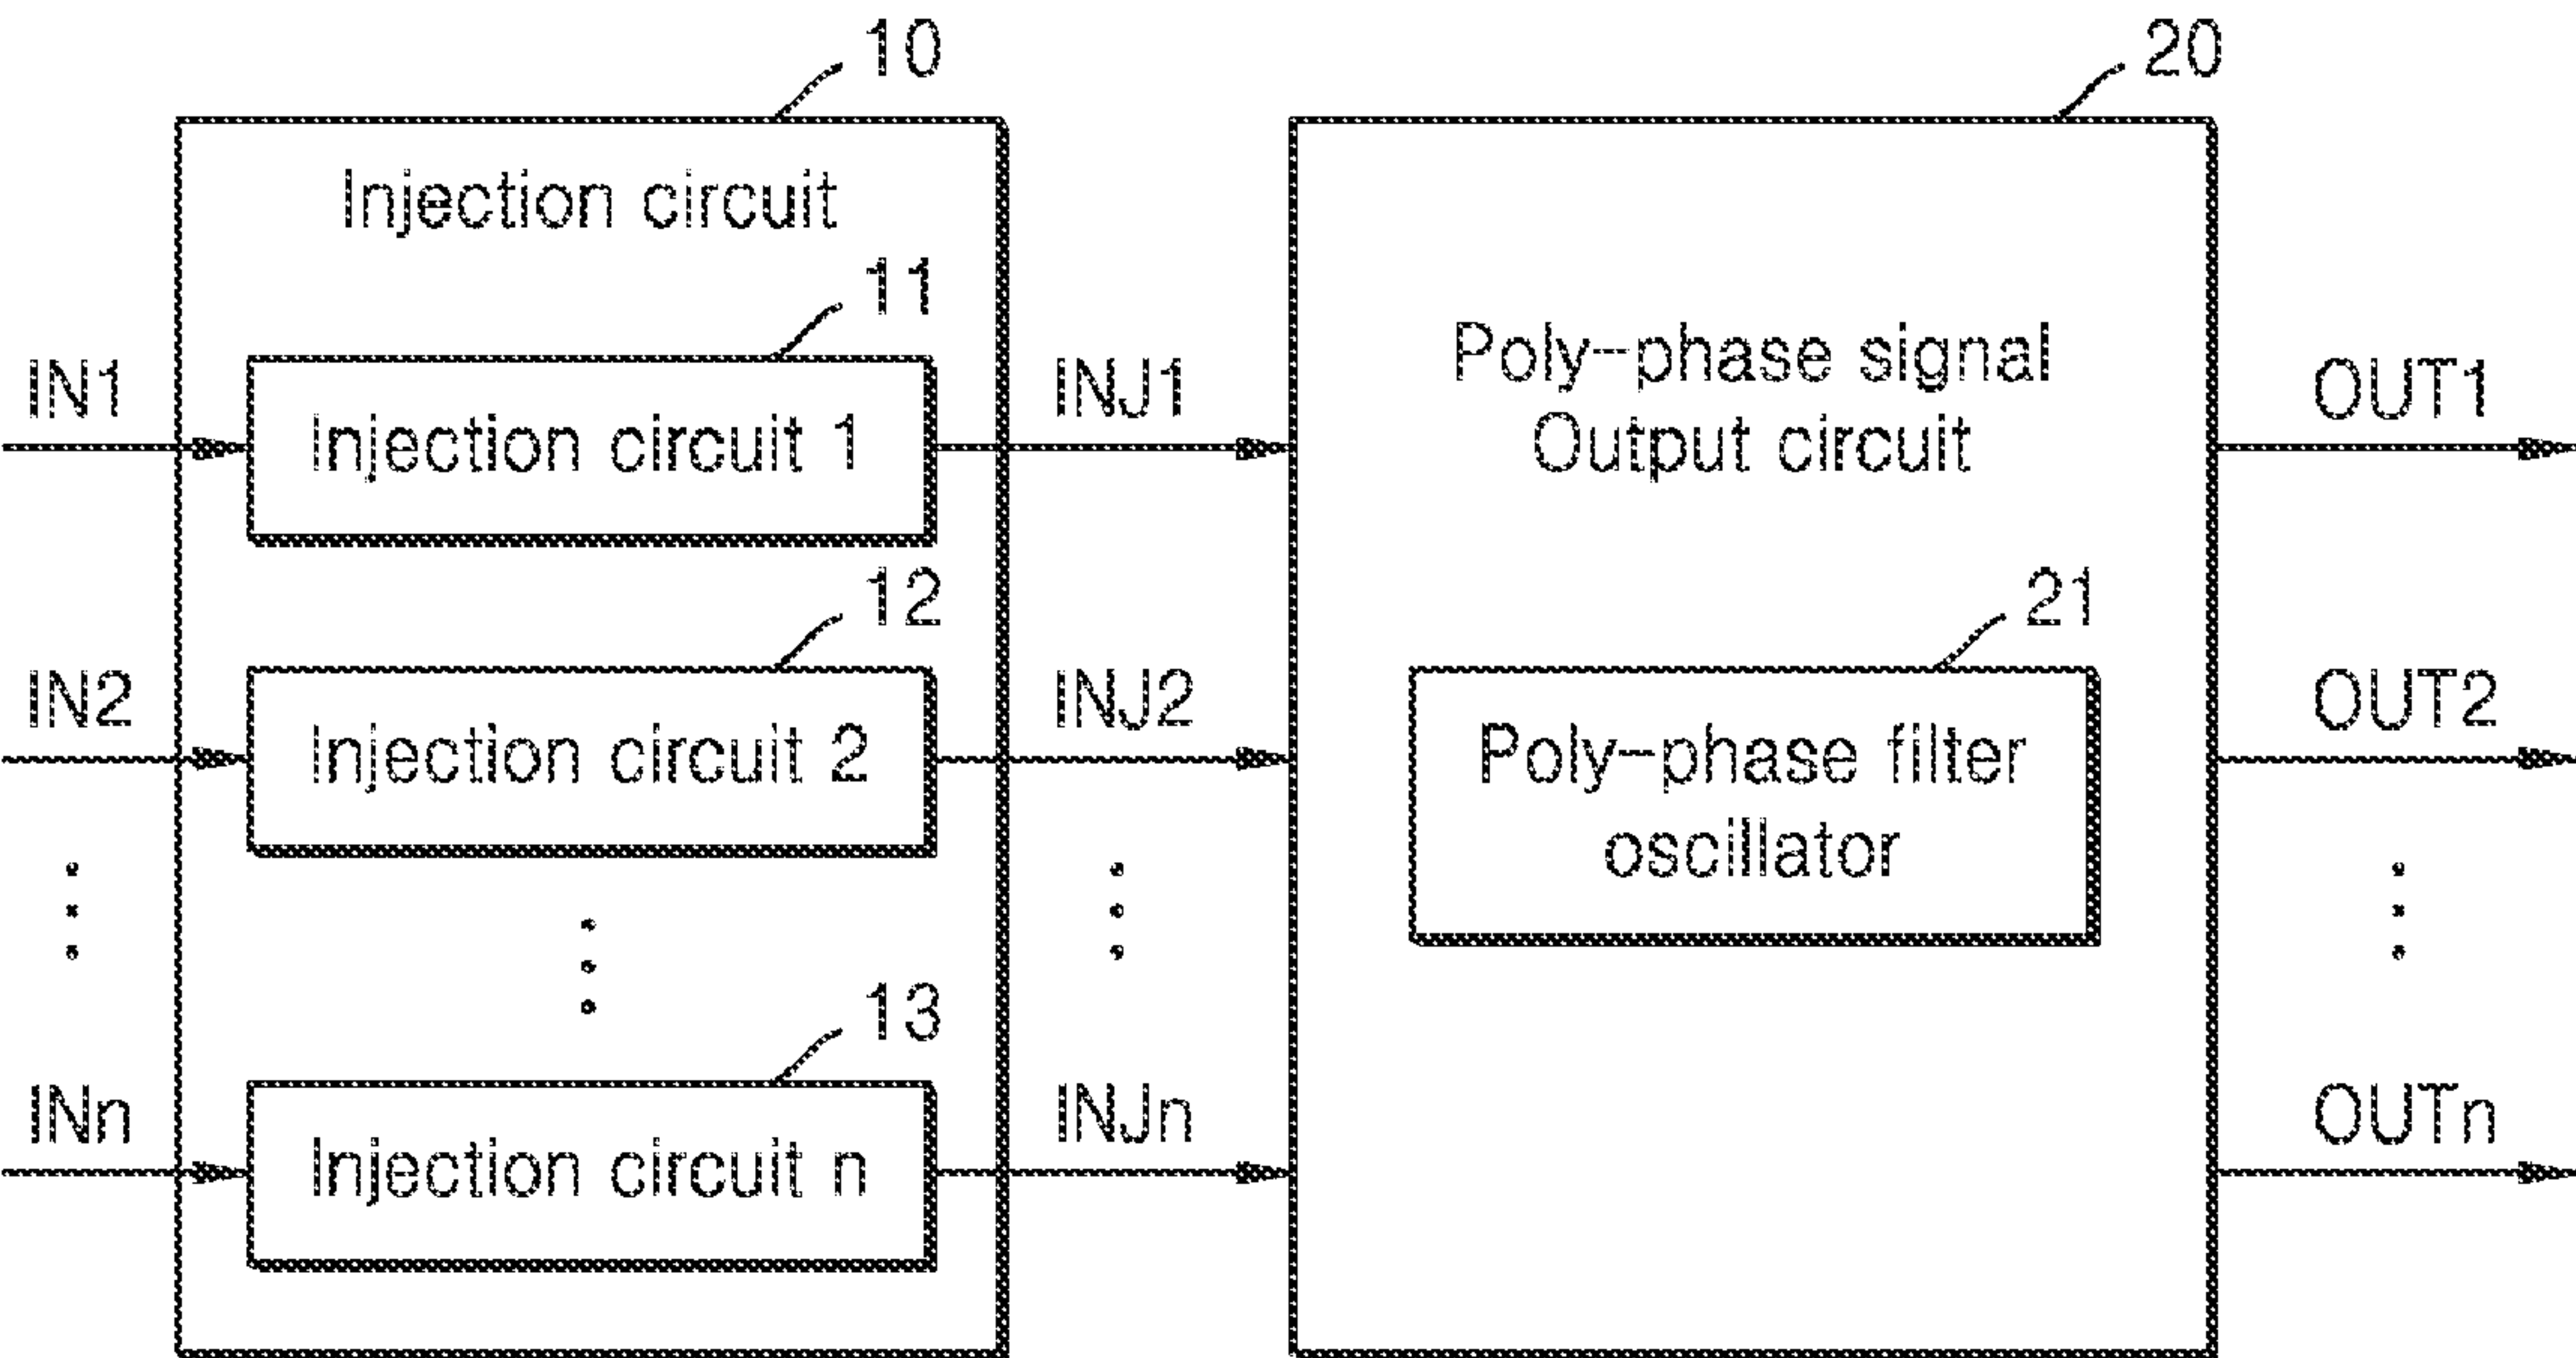 10
20
Injection circuit
11
IN1
Injection circuit 1
INJ1
Poly-phase signal
Output circuit
OUT1
12
21
IN2
Injection circuit 2
INJ2
Poly-phase filter
oscillator
OUT2
13
INn
Injection circuit n
INJn
OUTn